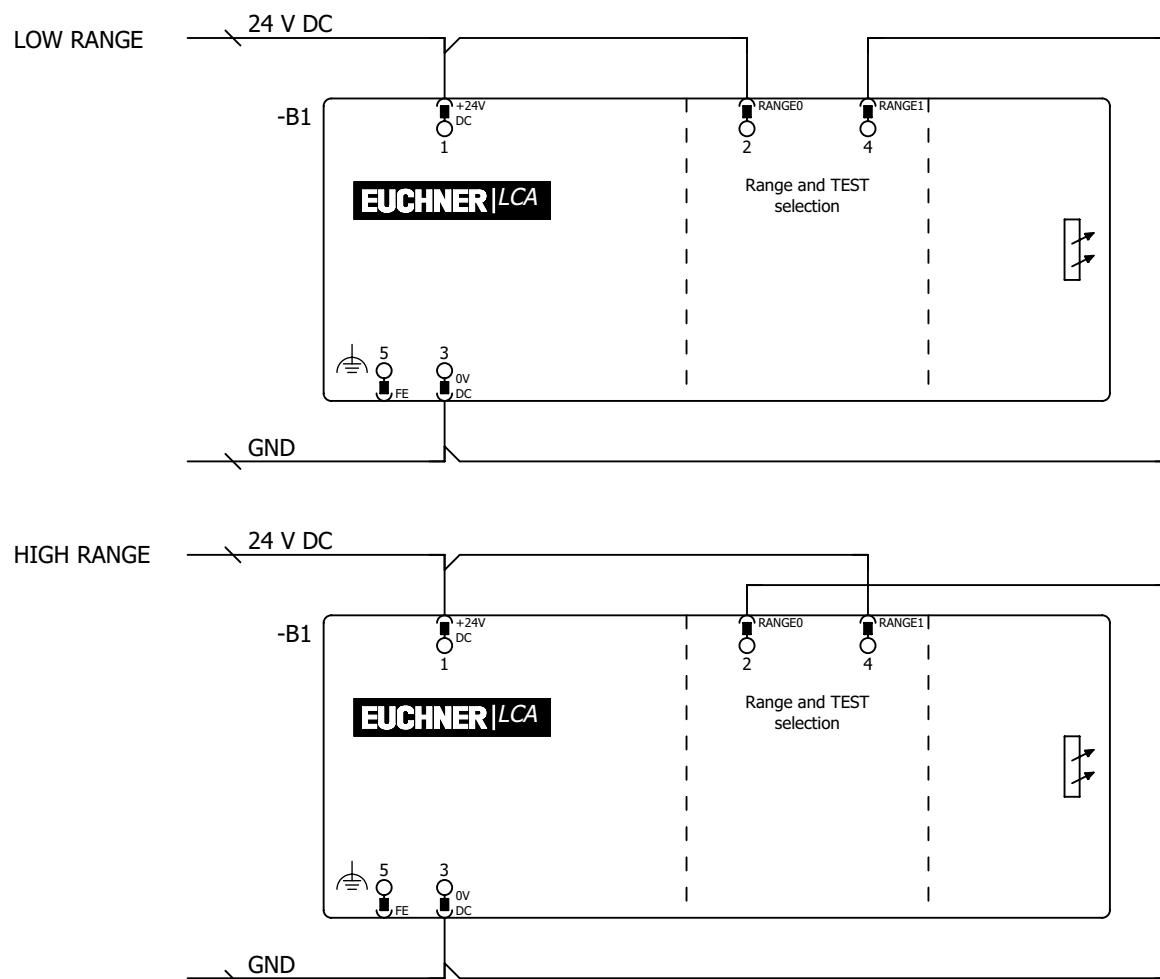 LOW RANGE
24 V DC
-B1
+24V
DC
1
RANGE0
2
RANGE1
4
EUCHNER|LCA
Range and TEST
selection
5
FE
3
0V
DC
GND
HIGH RANGE
24 V DC
-B1
+24V
DC
1
RANGE0
2
RANGE1
4
EUCHNER|LCA
Range and TEST
selection
5
FE
3
0V
DC
GND